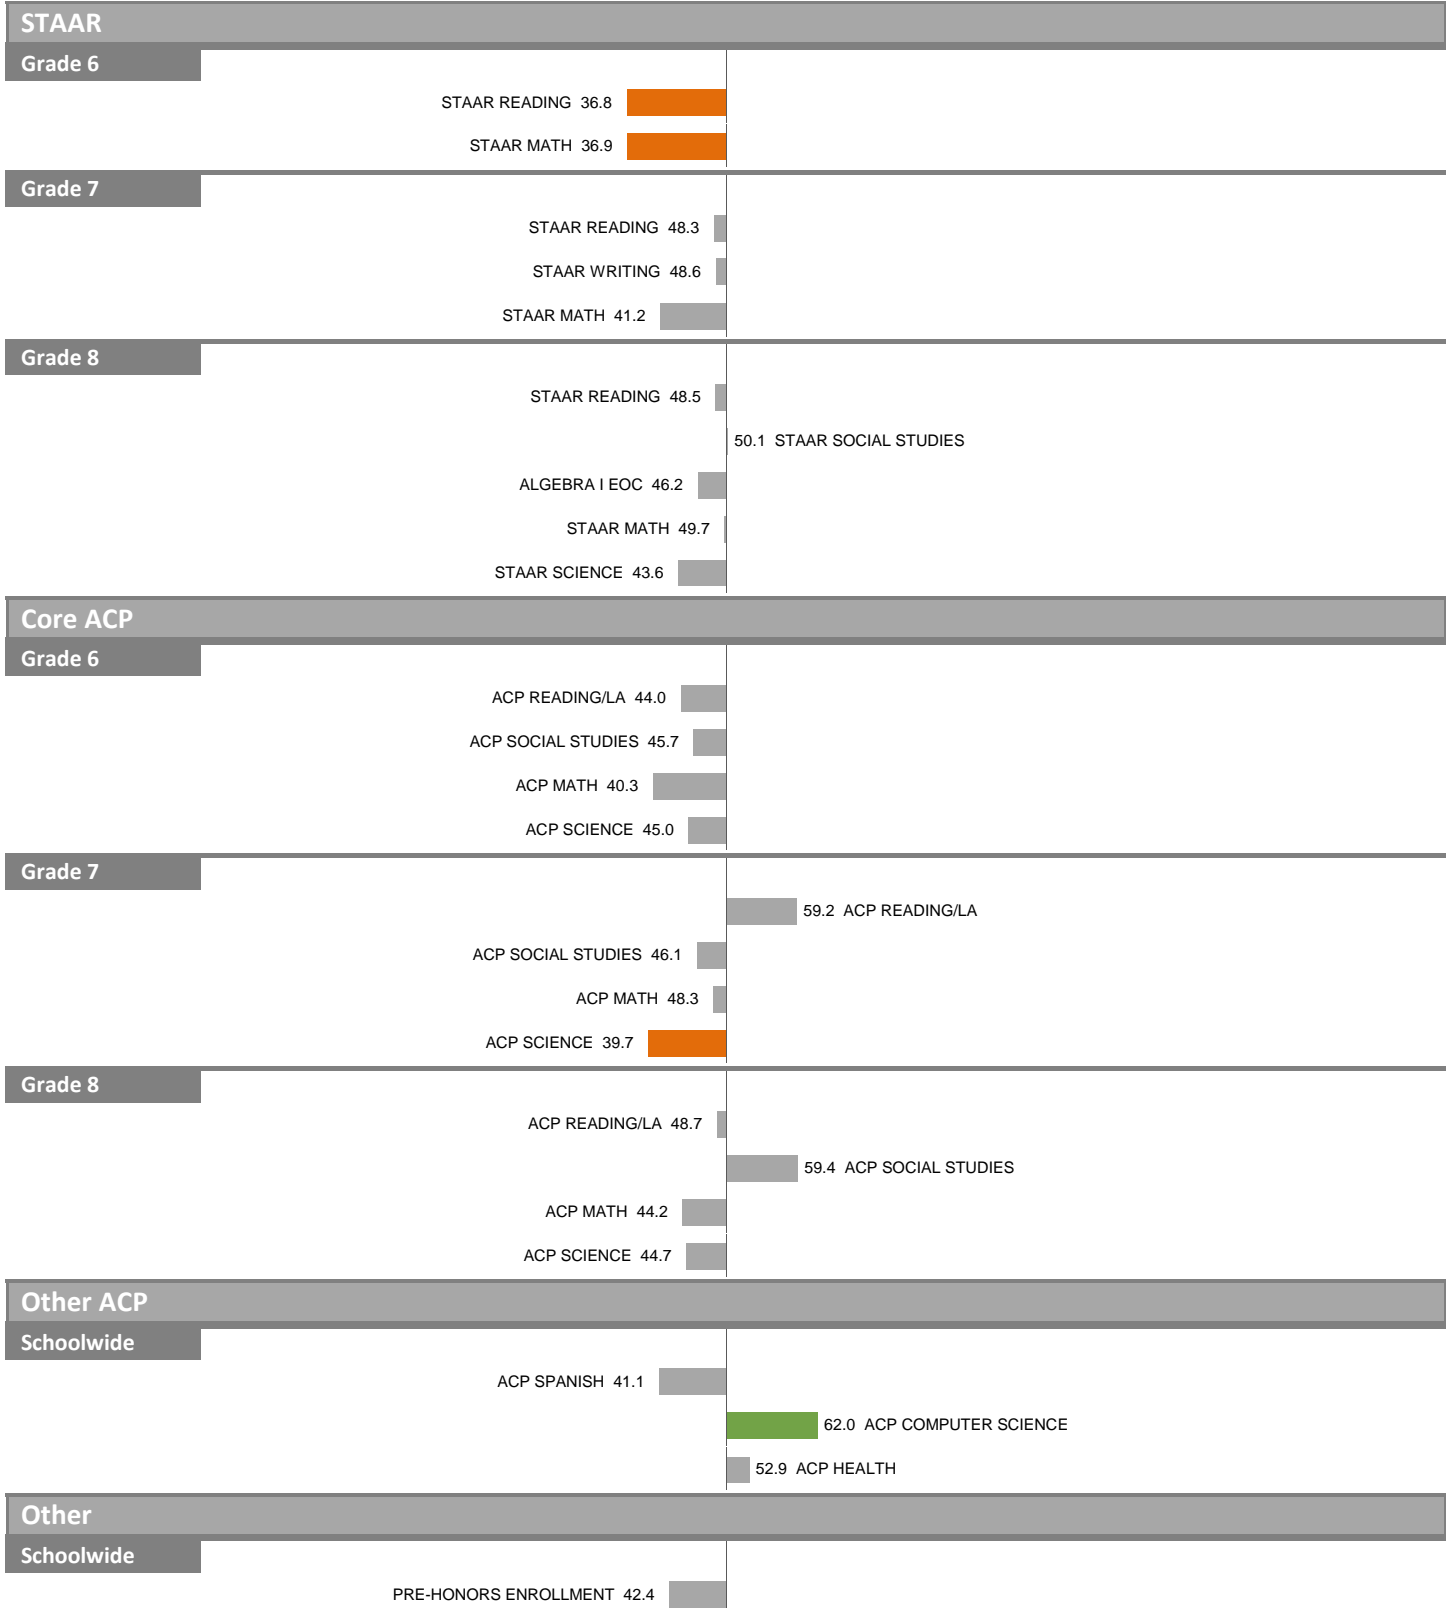 STAAR
Grade 6
STAAR READING 36.8
STAAR MATH 36.9
Grade 7
STAAR READING 48.3
STAAR WRITING 48.6
STAAR MATH 41.2
Grade 8
STAAR READING 48.5
50.1 STAAR SOCIAL STUDIES
ALGEBRA I EOC 46.2
STAAR MATH 49.7
STAAR SCIENCE 43.6
Core ACP
Grade 6
ACP READING/LA 44.0
ACP SOCIAL STUDIES 45.7
ACP MATH 40.3
ACP SCIENCE 45.0
Grade 7
59.2 ACP READING/LA
ACP SOCIAL STUDIES 46.1
ACP MATH 48.3
ACP SCIENCE 39.7
Grade 8
ACP READING/LA 48.7
59.4 ACP SOCIAL STUDIES
ACP MATH 44.2
ACP SCIENCE 44.7
Other ACP
Schoolwide
ACP SPANISH 41.1
62.0 ACP COMPUTER SCIENCE
52.9 ACP HEALTH
Other
Schoolwide
PRE-HONORS ENROLLMENT 42.4